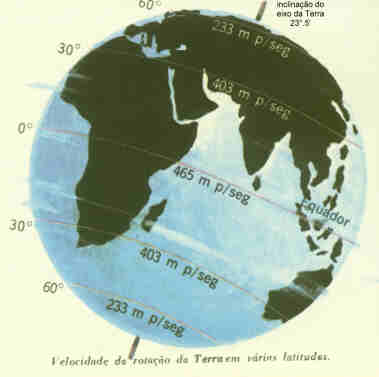 60°
inclinação do
eixo da Terra
23°.5'
233 m p/seg
30°
403 m p/seg
0°
465 m p/seg
Equador
30°
403 m p/seg
60°
233 m p/seg
Velocidade da rotação da Terra em vários latitudes.